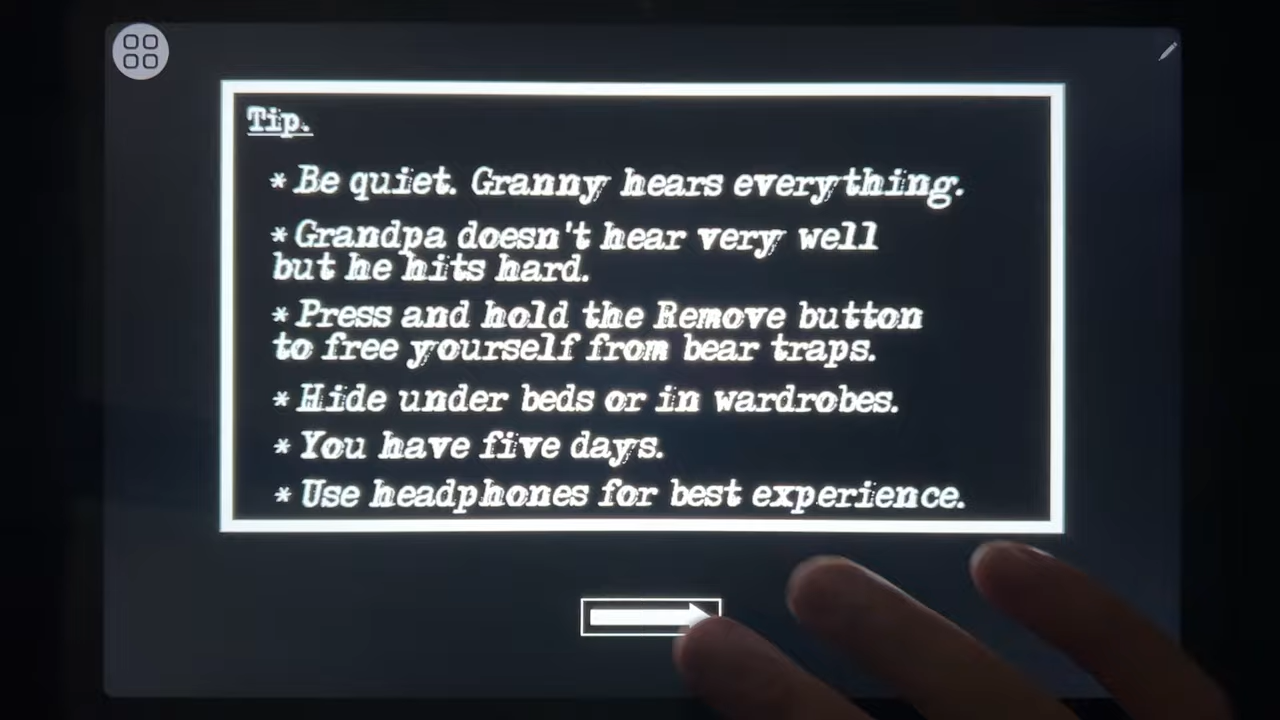 Tip.
* Be quiet. Granny hears everything.
* Grandpa doesn't hear very well
but he hits hard.
* Press and hold the Remove button
to free yourself from bear traps.
* Hide under beds or in wardrobes.
* You have five days.
* Use headphones for best experience.